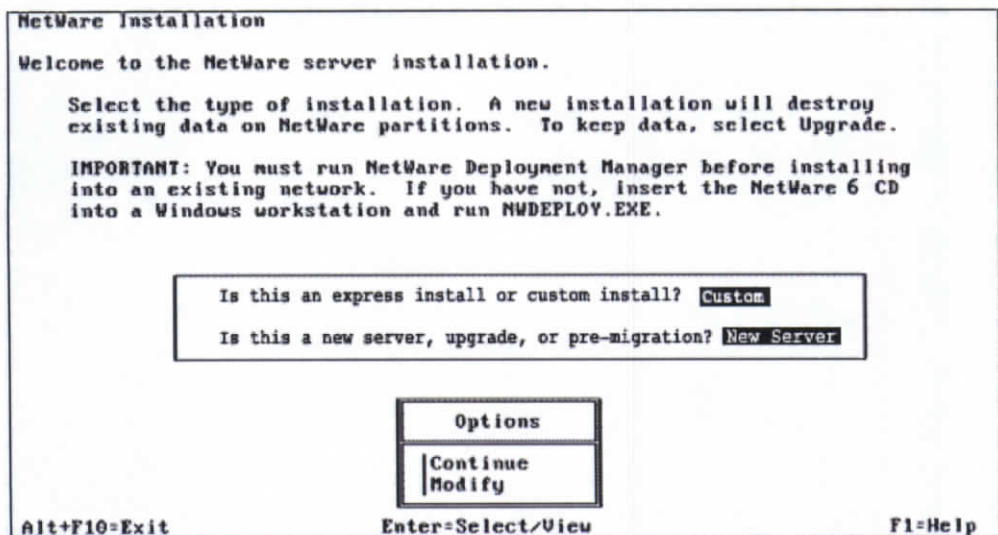 NetWare Installation
Welcome to the NetWare server installation.
Select the type of installation. A new installation will destroy
existing data on NetWare partitions. To keep data, select Upgrade.
IMPORTANT: You must run NetWare Deployment Manager before installing
into an existing network. If you have not, insert the NetWare 6 CD
into a Windows workstation and run NWDEPLOY.EXE.
Is this an express install or custom install? Custom
Is this a new server, upgrade, or pre-migration? New Server
Options
Continue
Modify
Alt+F10=Exit Enter=Select/View F1=Help